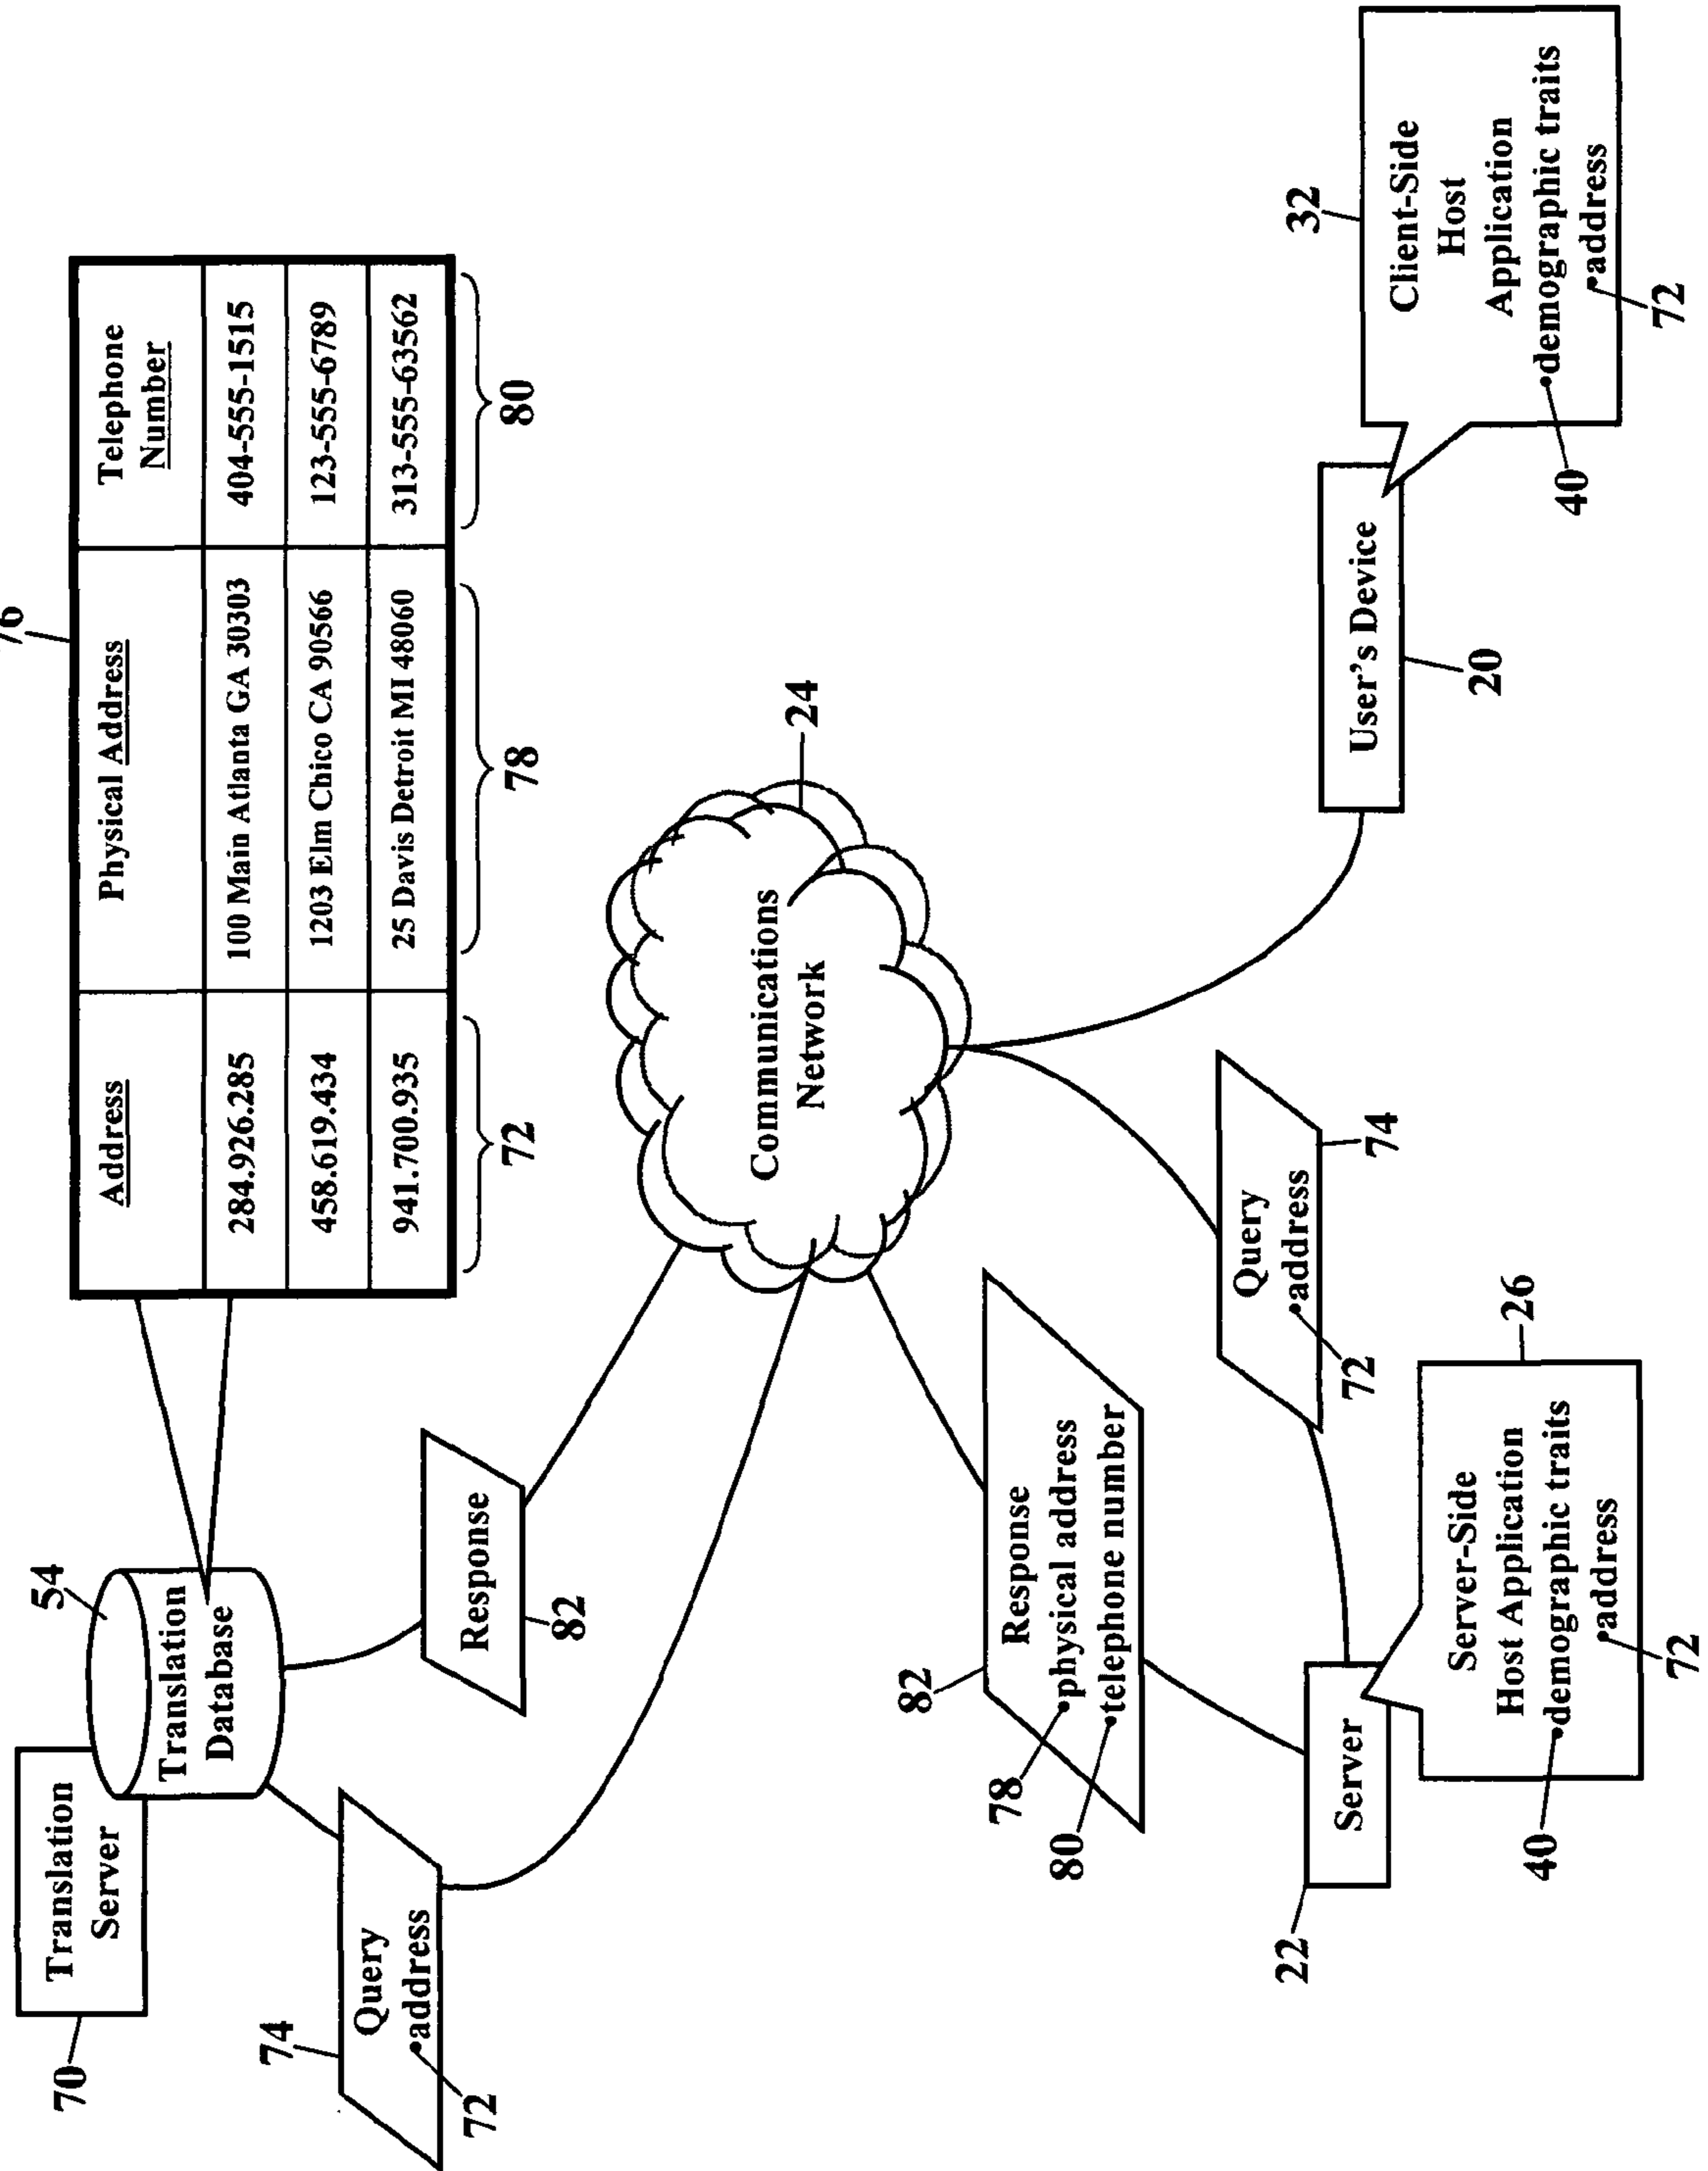 70
Translation
Server
54
Translation
Database
76
Address
Physical Address
Telephone
Number
284.926.285
100 Main Atlanta GA 30303
404-555-1515
458.619.434
1203 Elm Chico CA 90566
123-555-6789
941.700.935
25 Davis Detroit MI 48060
313-555-63562
72
78
80
74
Query
•address
72
Response
82
Communications
Network
24
82
Response
•physical address
•telephone number
78
80
Query
•address
72
74
22
Server
Server-Side
Host Application
•demographic traits
•address
26
40
72
User's Device
20
32
Client-Side
Host
Application
•demographic traits
•address
40
72